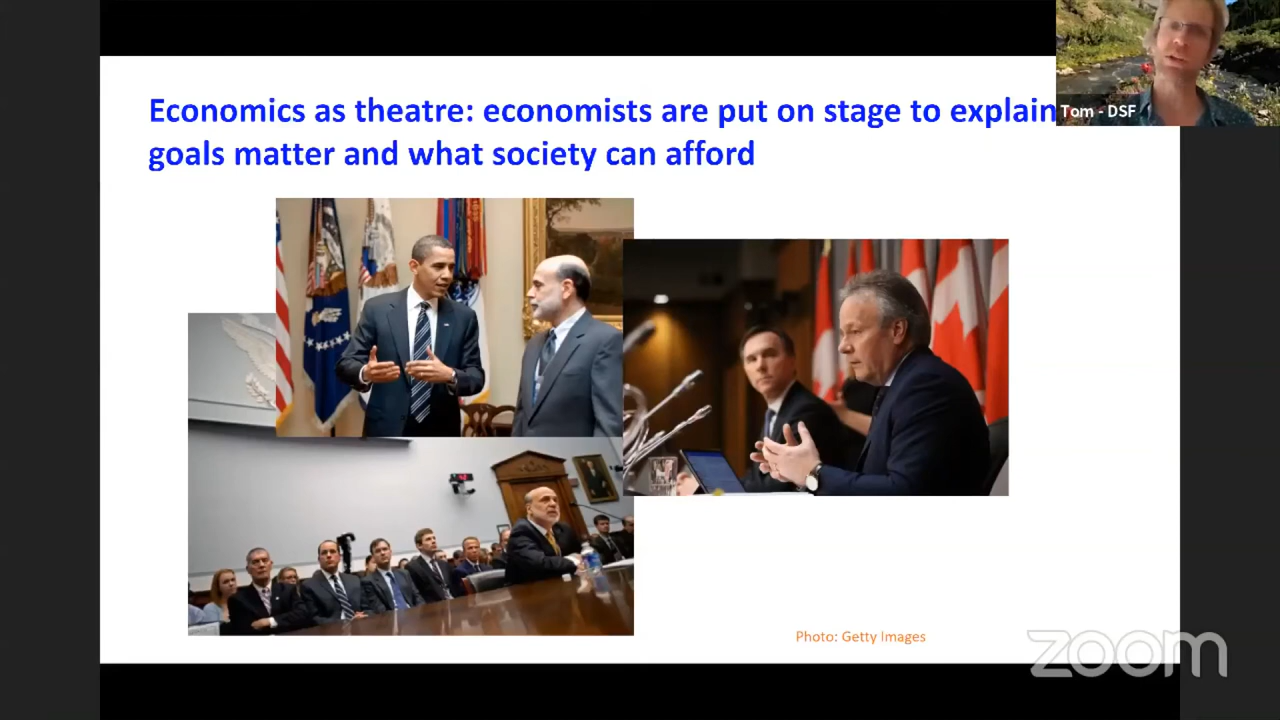 Economics as theatre: economists are put on stage to explain
goals matter and what society can afford
Tom - DSF
Photo: Getty Images
zoom